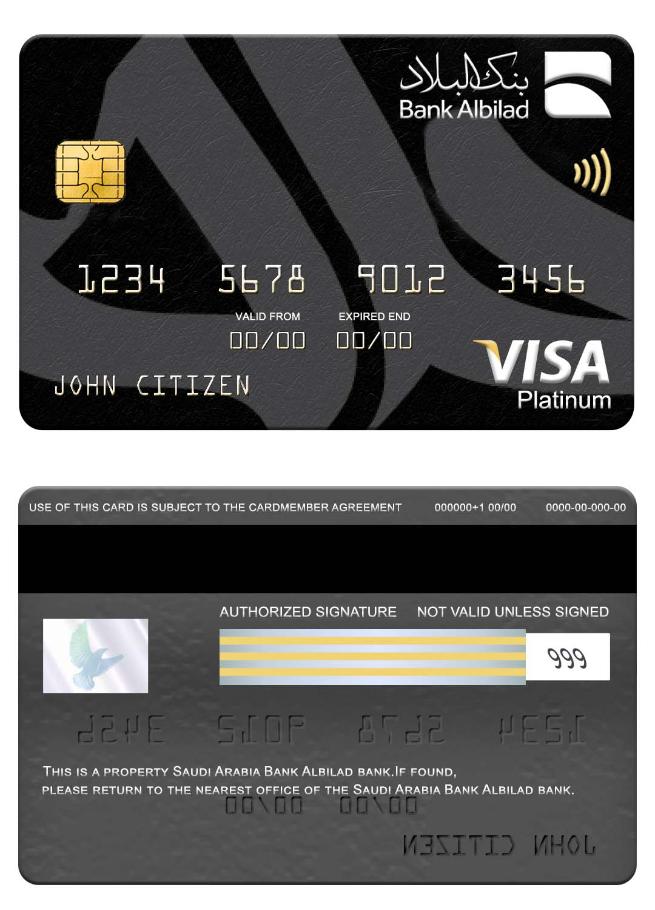 بنك البلاد
Bank Albilad
1234 5678 9012 3456
VALID FROM EXPIRED END
00/00 00/00
JOHN CITIZEN
VISA
Platinum
USE OF THIS CARD IS SUBJECT TO THE CARDMEMBER AGREEMENT 000000+1 00/00 0000-00-000-00
AUTHORIZED SIGNATURE NOT VALID UNLESS SIGNED
999
1234 5678 9012 3456
THIS IS A PROPERTY SAUDI ARABIA BANK ALBILAD BANK.IF FOUND,
PLEASE RETURN TO THE NEAREST OFFICE OF THE SAUDI ARABIA BANK ALBILAD BANK.
00/00 00/00
JOHN CITIZEN